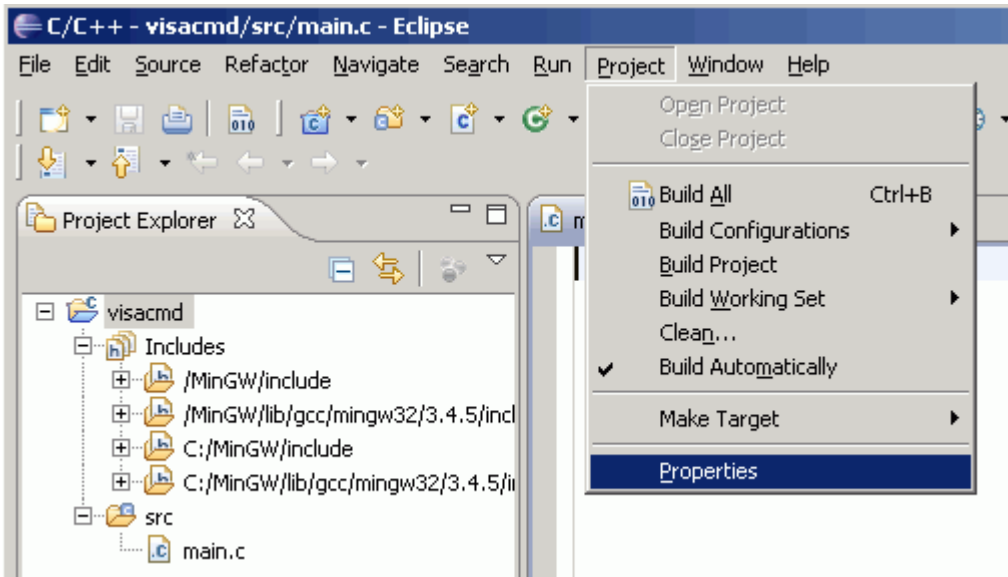 C/C++ - visacmd/src/main.c - Eclipse
File Edit Source Refactor Navigate Search Run Project Window Help
Open Project
Close Project
Build All Ctrl+B
Build Configurations
Build Project
Build Working Set
Clean...
Build Automatically
Make Target
Properties
Project Explorer
visacmd
Includes
/MinGW/include
/MinGW/lib/gcc/mingw32/3.4.5/incl
C:/MinGW/include
C:/MinGW/lib/gcc/mingw32/3.4.5/i
src
main.c